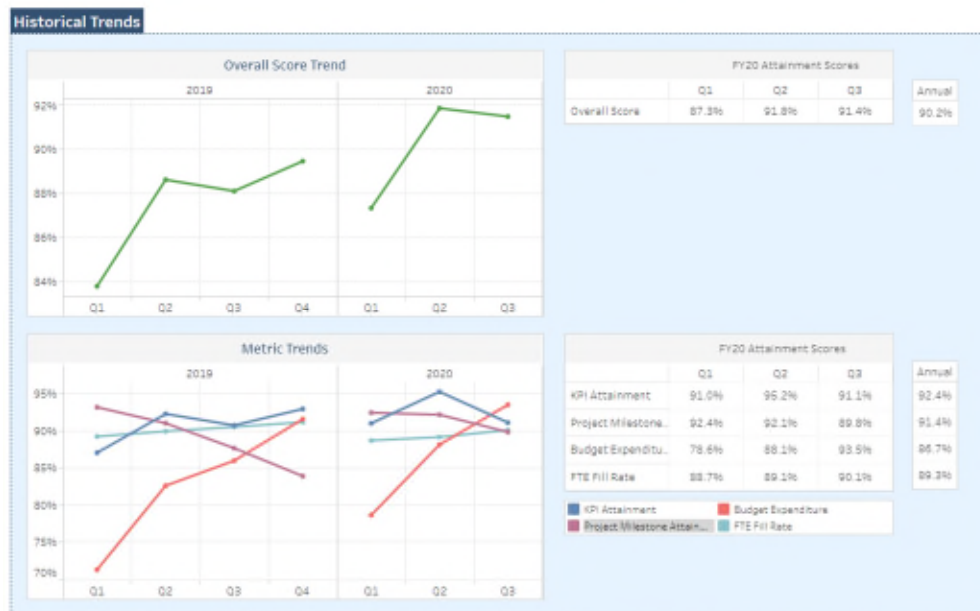 Historical Trends
Overall Score Trend
2019 2020
92%
90%
88%
86%
84%
Q1 Q2 Q3 Q4 Q1 Q2 Q3
FY20 Attainment Scores
Q1 Q2 Q3 Annual
Overall Score 87.3% 91.8% 91.4% 90.2%
Metric Trends
2019 2020
95%
90%
85%
80%
75%
70%
Q1 Q2 Q3 Q4 Q1 Q2 Q3
FY20 Attainment Scores
Q1 Q2 Q3 Annual
KPI Attainment 91.0% 95.2% 91.1% 92.4%
Project Milestone.. 92.4% 92.1% 89.8% 91.4%
Budget Expenditu.. 78.6% 88.1% 93.5% 86.7%
FTE Fill Rate 88.7% 89.1% 90.1% 89.3%
KPI Attainment Budget Expenditure
Project Milestone Attain... FTE Fill Rate